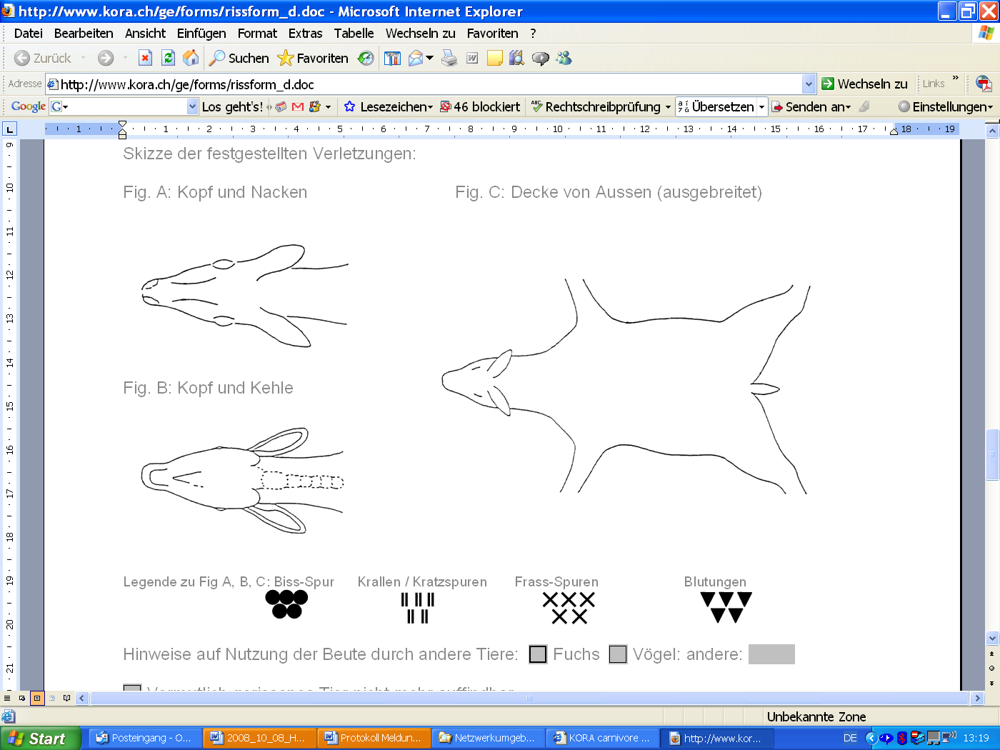 http://www.kora.ch/ge/forms/rissform_d.doc - Microsoft Internet Explorer
Datei Bearbeiten Ansicht Einfügen Format Extras Tabelle Wechseln zu Favoriten ?
Zurück Suchen Favoriten
Adresse http://www.kora.ch/ge/forms/rissform_d.doc Wechseln zu Links »
Google G Los geht's! Lesezeichen 46 blockiert Rechtschreibprüfung Übersetzen Senden an Einstellungen
L 1 1 2 3 4 5 6 7 8 9 10 11 12 13 14 15 16 17 18 19
9
10
11
12
13
14
15
16
17
18
19
20
21
Skizze der festgestellten Verletzungen:
Fig. A: Kopf und Nacken Fig. C: Decke von Aussen (ausgebreitet)
Fig. B: Kopf und Kehle
Legende zu Fig A, B, C: Biss-Spur Krallen / Kratzspuren Frass-Spuren Blutungen
Hinweise auf Nutzung der Beute durch andere Tiere: Fuchs Vögel: andere:
Vermutlich gerissenes Tier nicht mehr auffindbar
Unbekannte Zone
Start Posteingang - O... 2008_10_08_H... Protokoll Meldun... Netzwerkumgeb... KORA carnivore ... http://www.kor... DE 13:19